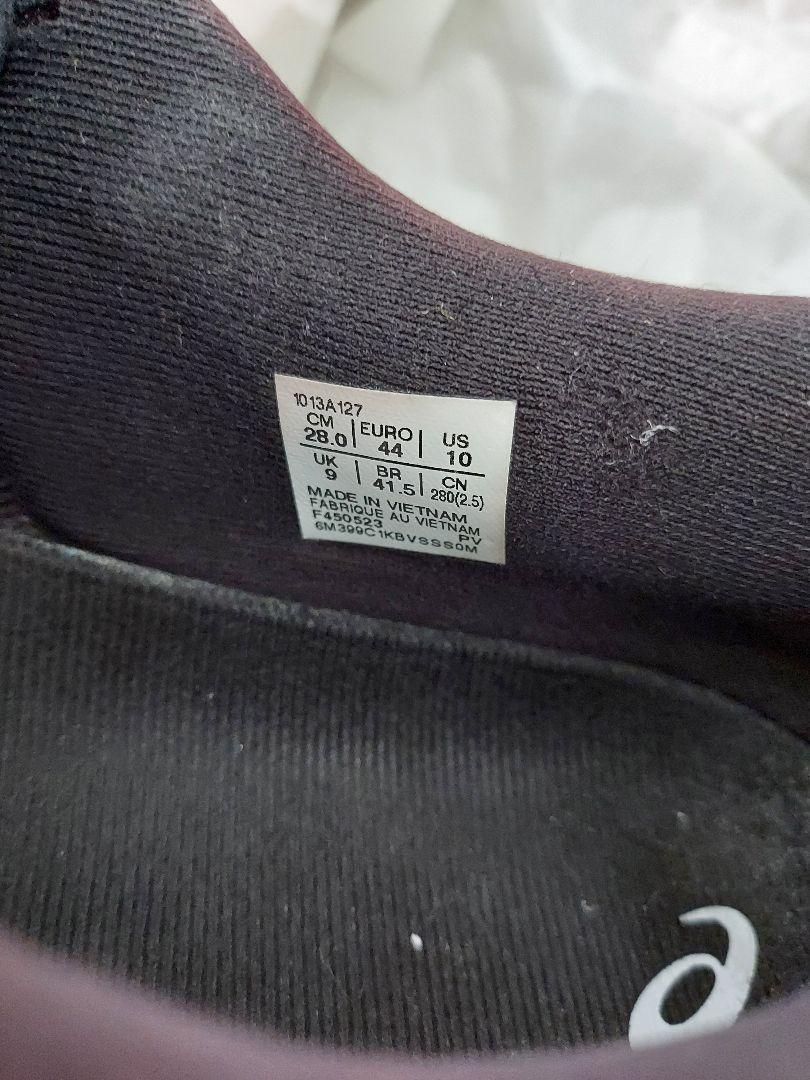 1013A127
CM | EURO | US
28.0 | 44 | 10
UK | BR | CN
9 | 41.5 | 280(2.5)
MADE IN VIETNAM
FABRIQUE AU VIETNAM
F450523 PV
6M399C1KBVSSS0M